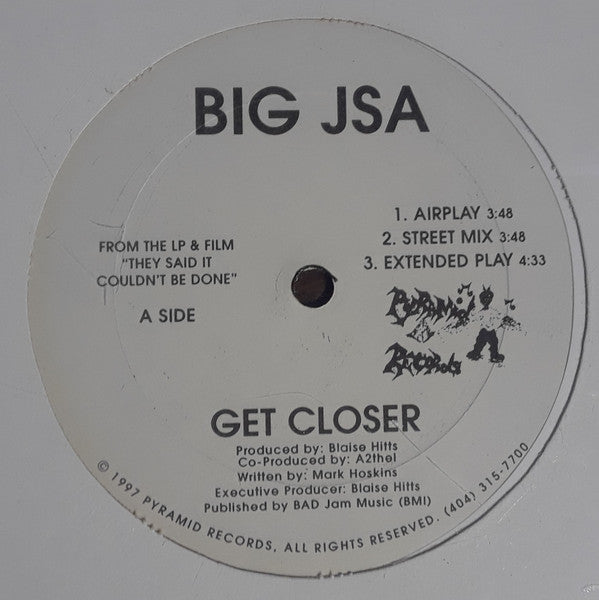 BIG JSA
FROM THE LP & FILM
"THEY SAID IT
COULDN'T BE DONE"
A SIDE
1. AIRPLAY 3:48
2. STREET MIX 3:48
3. EXTENDED PLAY 4:33
PYRAMID
RECORDS
GET CLOSER
Produced by: Blaise Hitts
Co-Produced by: A2thel
Written by: Mark Hoskins
Executive Producer: Blaise Hitts
Published by BAD Jam Music (BMI)
© 1997 PYRAMID RECORDS, ALL RIGHTS RESERVED. (404) 315-7700